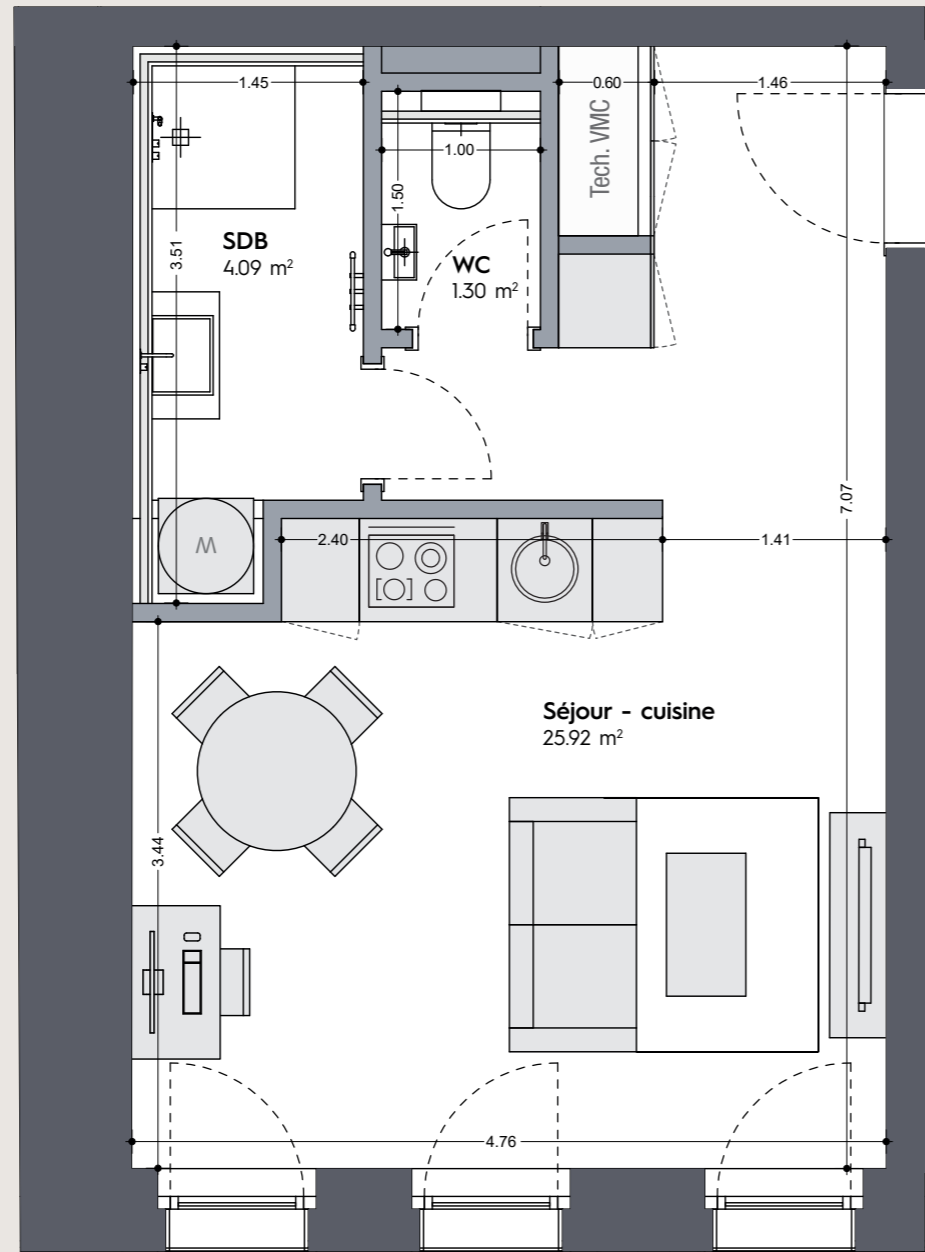 1.45
0.60
1.46
Tech. VMC
1.00
1.50
3.51
SDB
4.09 m²
WC
1.30 m²
7.07
2.40
1.41
M
Séjour - cuisine
25.92 m²
3.44
4.76